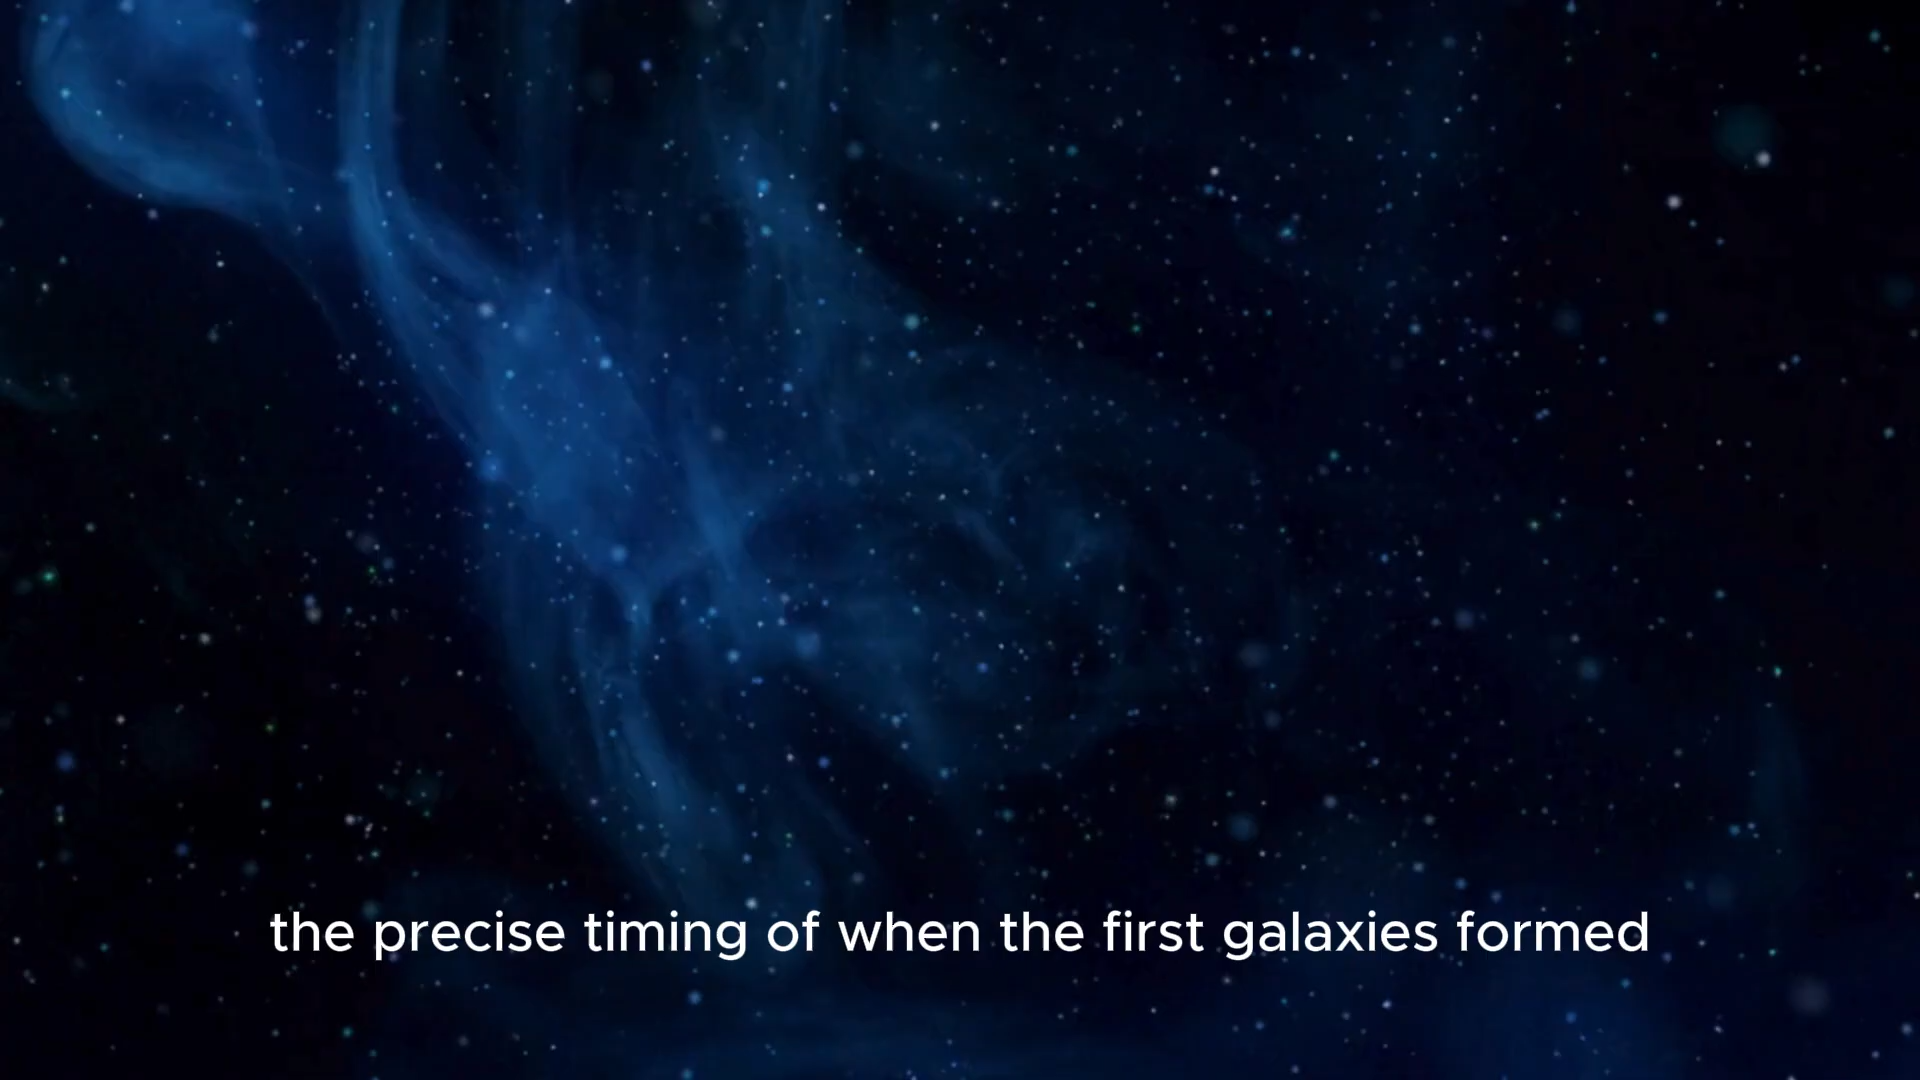 the precise timing of when the first galaxies formed